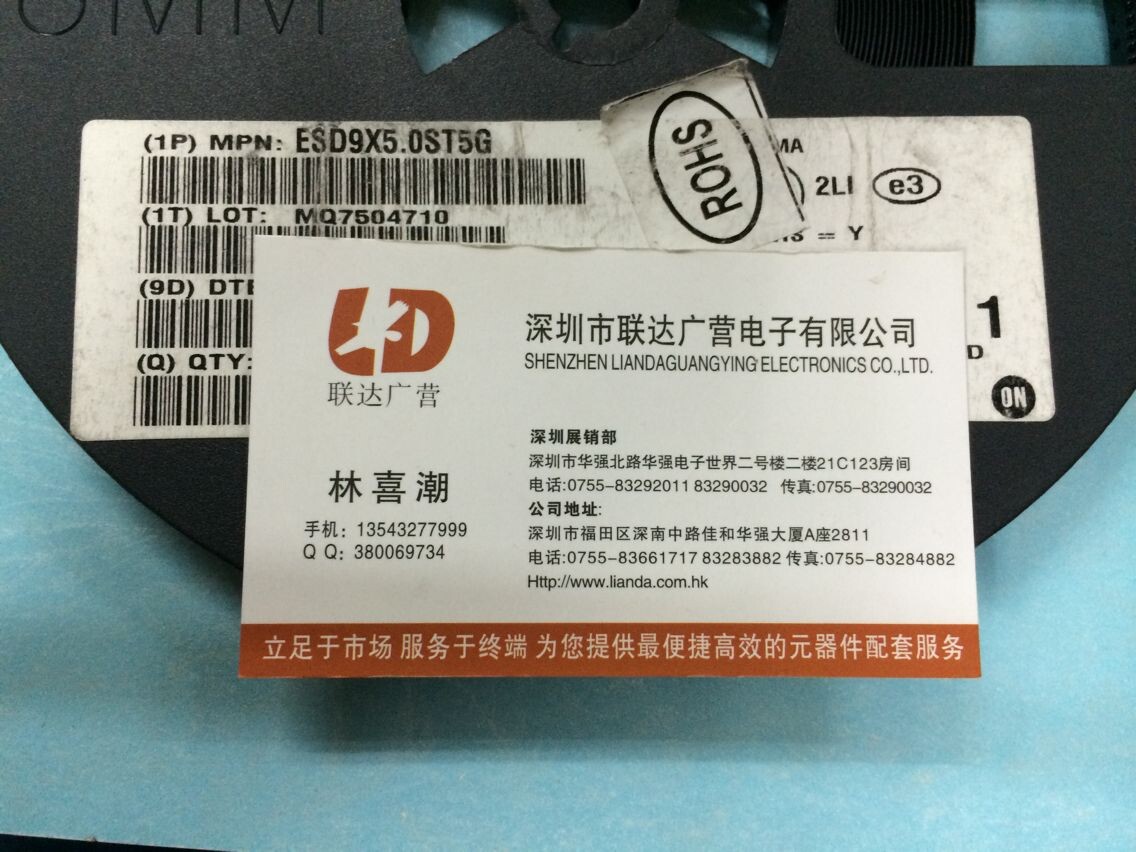 (1P) MPN: ESD9X5.0ST5G
ROHS
2LI
e3
(1T) LOT: MQ7504710
= Y
(9D)
(Q) QTY:
1
D
ON
联达广营
深圳市联达广营电子有限公司
SHENZHEN LIANDAGUANGYING ELECTRONICS CO.,LTD.
林喜潮
手机: 13543277999
Q Q: 380069734
深圳展销部
深圳市华强北路华强电子世界二号楼二楼21C123房间
电话:0755-83292011 83290032 传真:0755-83290032
公司地址:
深圳市福田区深南中路佳和华强大厦A座2811
电话:0755-83661717 83283882 传真:0755-83284882
Http://www.lianda.com.hk
立足于市场 服务于终端 为您提供最便捷高效的元器件配套服务